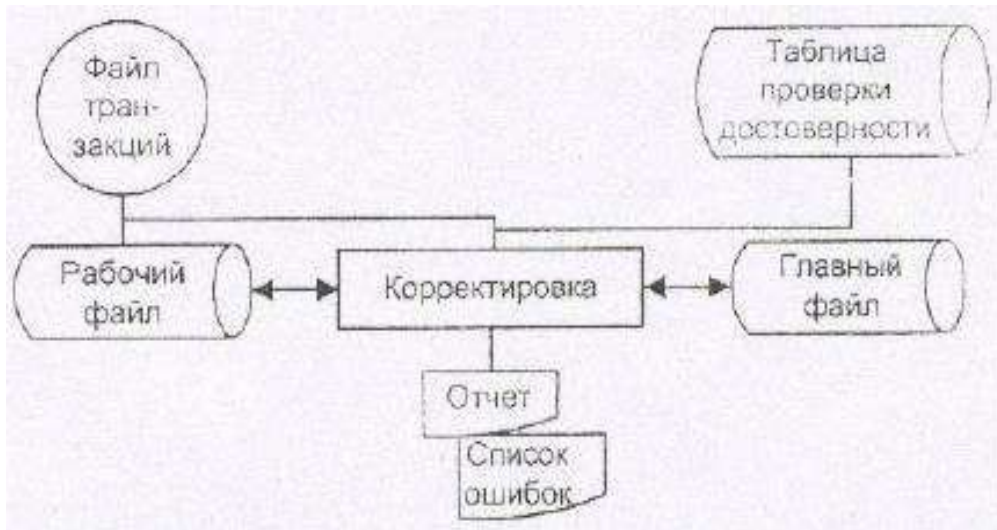 Файл
тран-
закций
Таблица
проверки
достоверности
Рабочий
файл
Корректировка
Главный
файл
Отчет
Список
ошибок